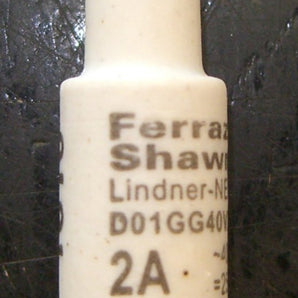 Ferraz
Shaw
Lindner-NE
D01GG40V
2A